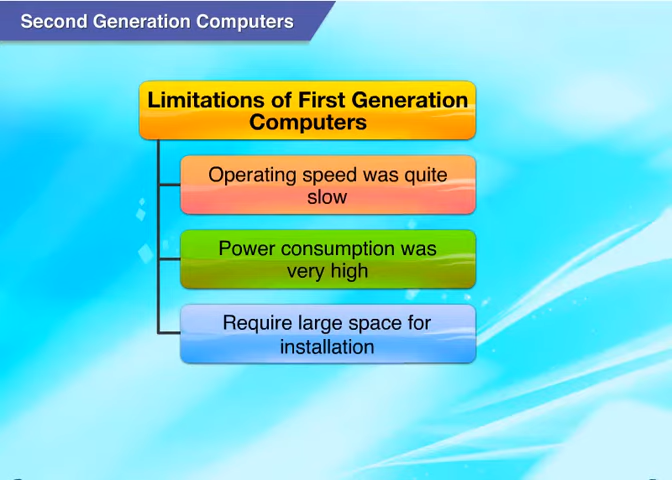 Second Generation Computers
Limitations of First Generation
Computers
Operating speed was quite
slow
Power consumption was
very high
Require large space for
installation